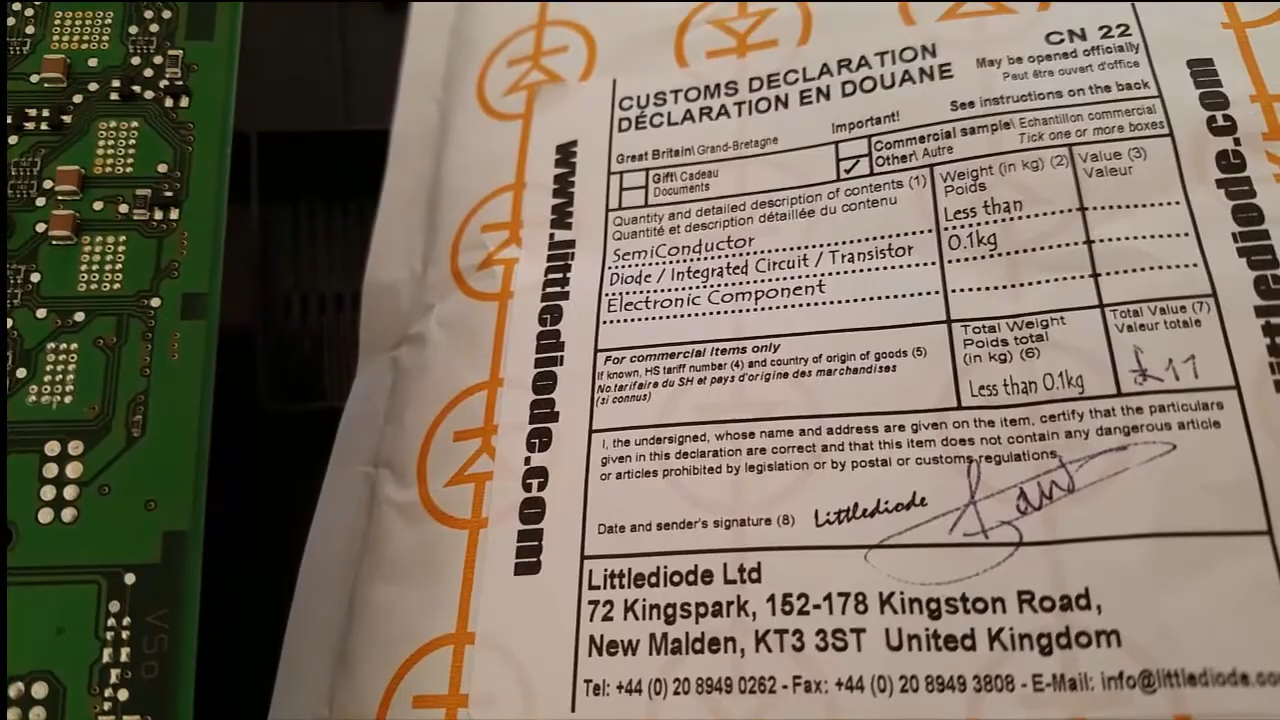 CN 22
CUSTOMS DECLARATION
DÉCLARATION EN DOUANE
May be opened officially
Peut être ouvert d'office
See instructions on the back
Important!
Great Britain\ Grand-Bretagne
Commercial sample\ Echantillon commercial
Other\ Autre
Tick one or more boxes
Gift\ Cadeau
Documents
Quantity and detailed description of contents (1)
Quantité et description détaillée du contenu
Weight (in kg) (2)
Poids
Value (3)
Valeur
SemiConductor
Less than
Diode / Integrated Circuit / Transistor
0.1kg
Electronic Component
For commercial items only
If known, HS tariff number (4) and country of origin of goods (5)
No.tarifaire du SH et pays d'origine des marchandises
(si connus)
Total Weight
Poids total
(in kg) (6)
Less than 0.1kg
Total Value (7)
Valeur totale
£ 11
I, the undersigned, whose name and address are given on the item, certify that the particulars
given in this declaration are correct and that this item does not contain any dangerous article
or articles prohibited by legislation or by postal or customs regulations
Date and sender's signature (8) Littlediode
Littlediode Ltd
72 Kingspark, 152-178 Kingston Road,
New Malden, KT3 3ST United Kingdom
Tel: +44 (0) 20 8949 0262 - Fax: +44 (0) 20 8949 3808 - E-Mail: info@littlediode.co
www.littlediode.com
littlediode.com
VSo